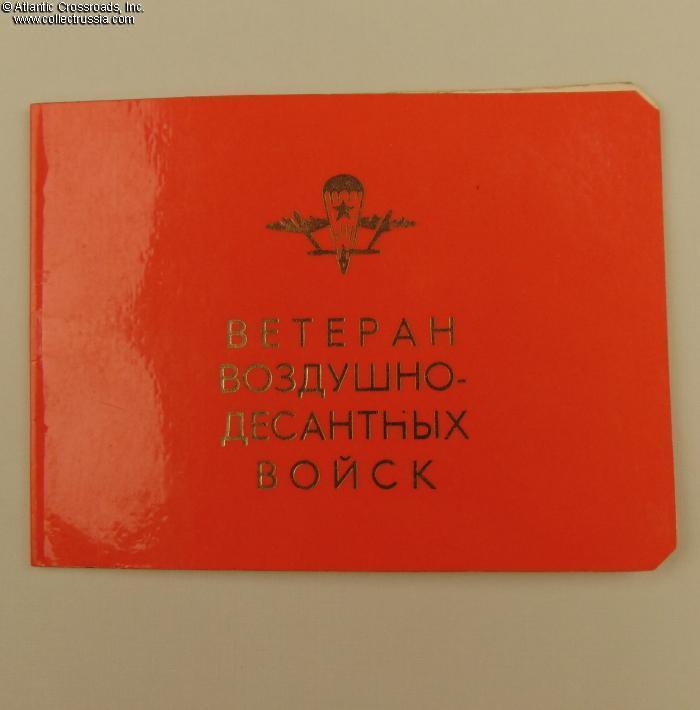 © Atlantic Crossroads, Inc.
www.collectrussia.com
ВЕТЕРАН
ВОЗДУШНО-
ДЕСАНТНЫХ
ВОЙСК